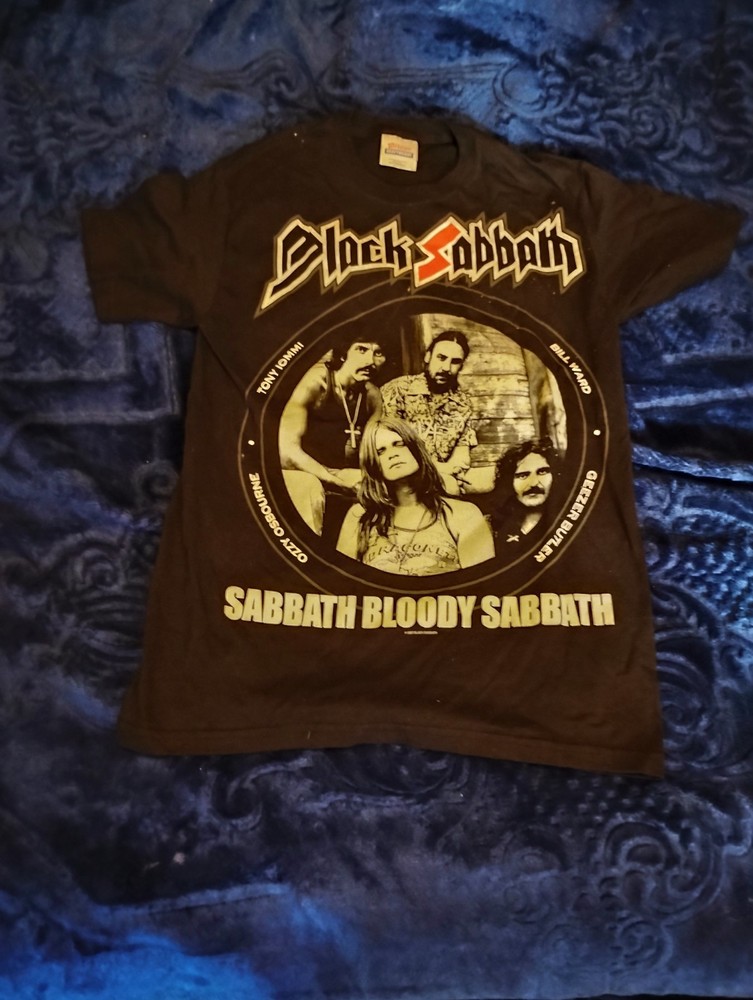 Black Sabbath
TONY IOMMI
BILL WARD
OZZY OSBOURNE
GEEZER BUTLER
SABBATH BLOODY SABBATH